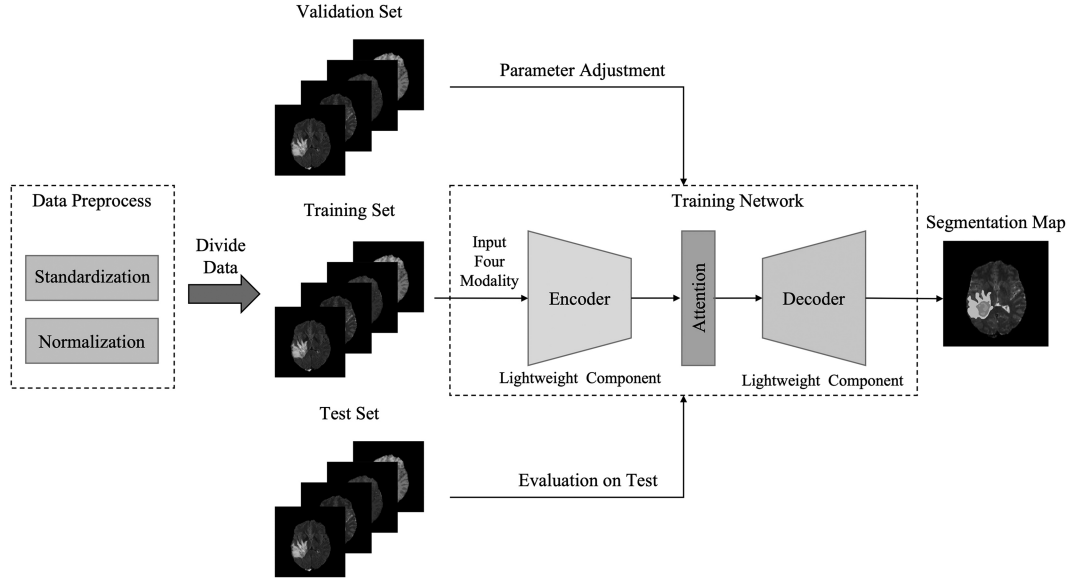 Validation Set
Parameter Adjustment
Data Preprocess
Standardization
Normalization
Divide
Data
Training Set
Input
Four
Modality
Training Network
Encoder
Attention
Decoder
Lightweight Component
Lightweight Component
Segmentation Map
Test Set
Evaluation on Test